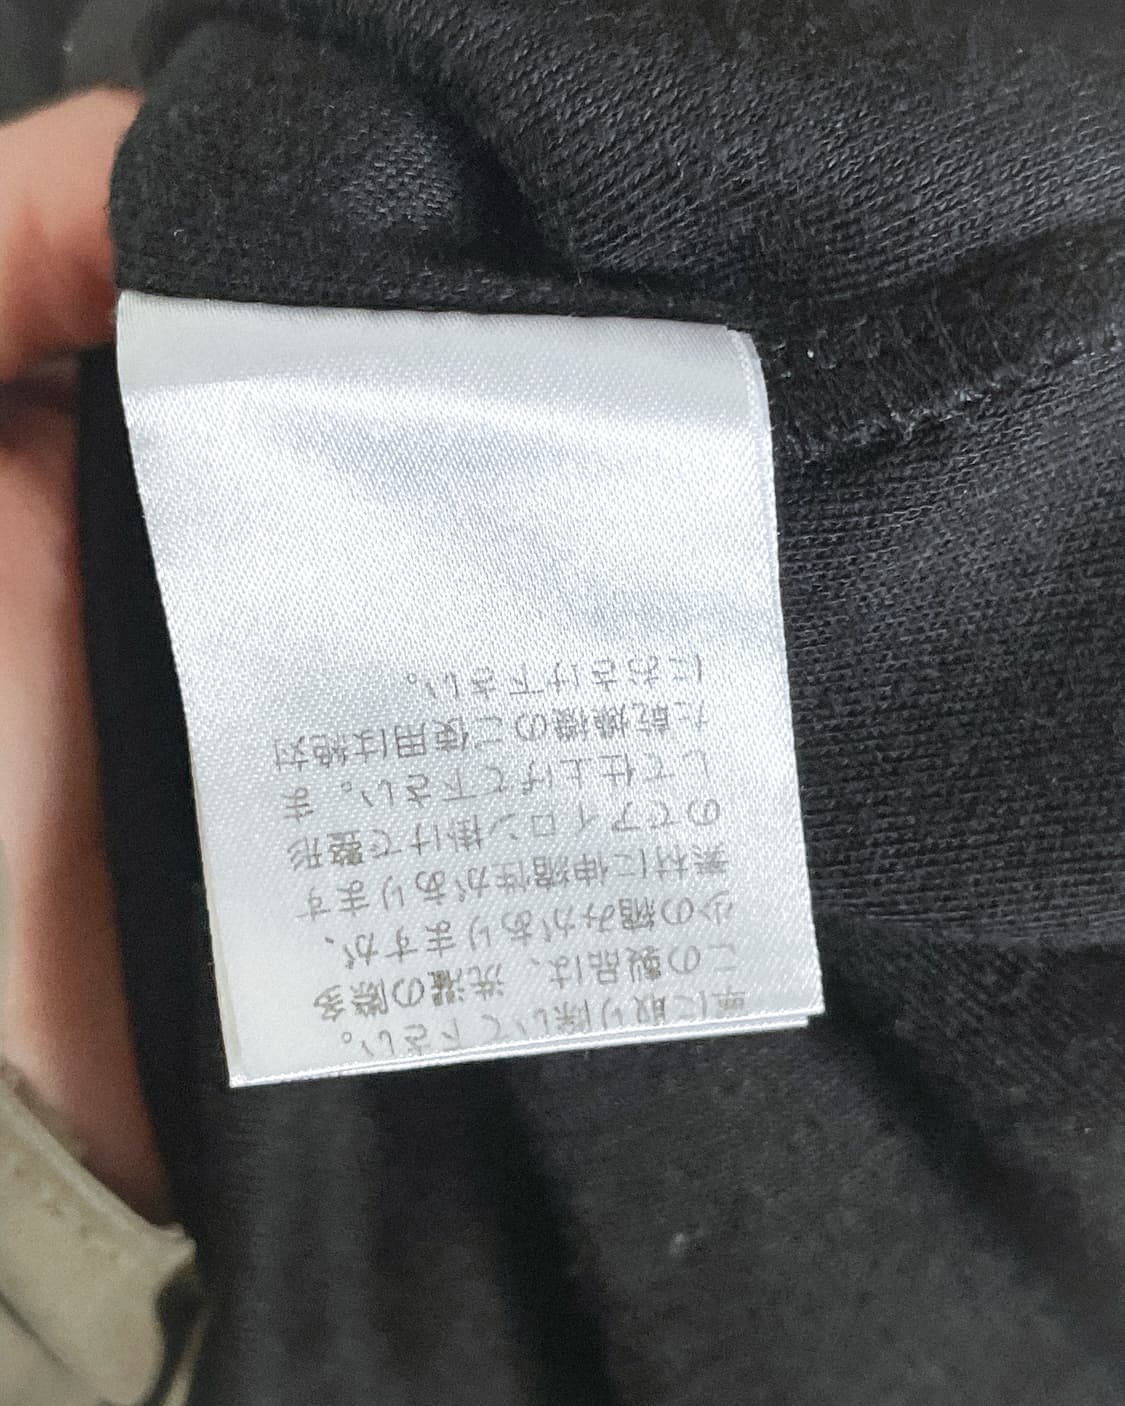 単に取り除いて下さい。
この製品は、洗濯の際多
少の縮みがありますが、
素材に伸縮性があります
のでアイロン掛けで整形
して仕上げて下さい。ま
た乾燥機のご使用は絶対
におさけ下さい。